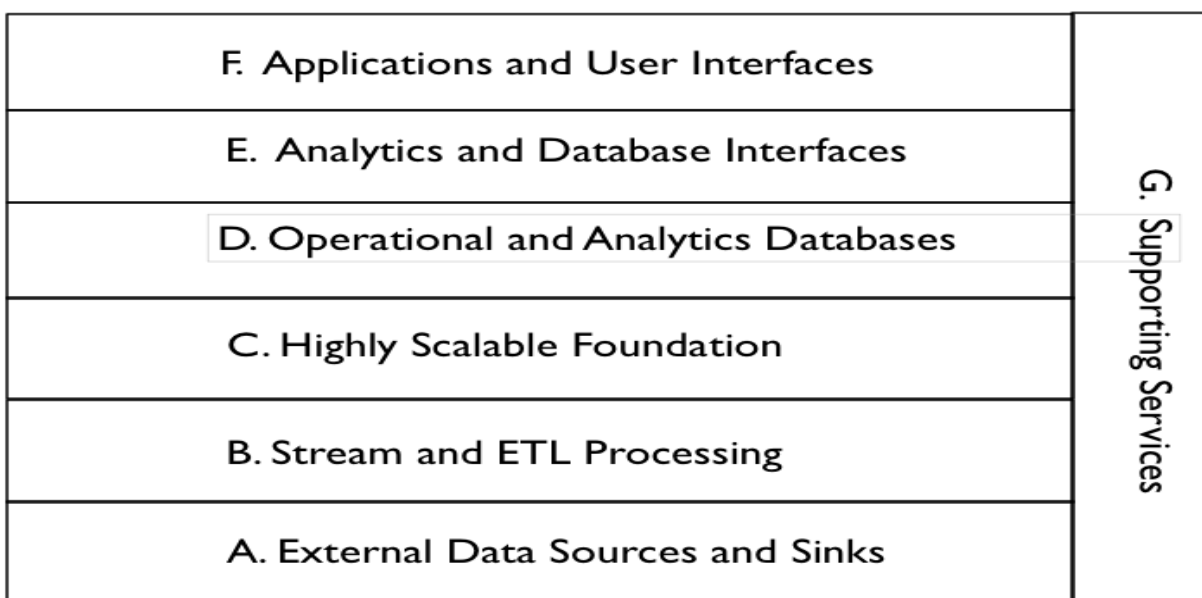 F. Applications and User Interfaces
E. Analytics and Database Interfaces
D. Operational and Analytics Databases
C. Highly Scalable Foundation
B. Stream and ETL Processing
A. External Data Sources and Sinks
G. Supporting Services